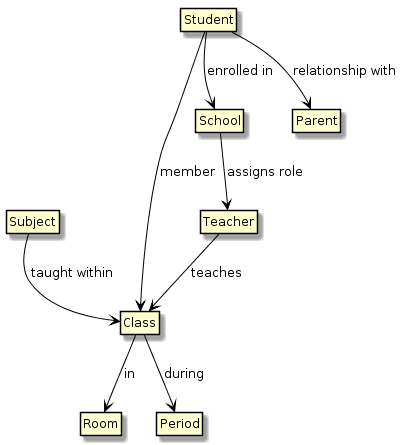 Student
enrolled in
relationship with
School
Parent
member
assigns role
Subject
Teacher
taught within
teaches
Class
in
during
Room
Period